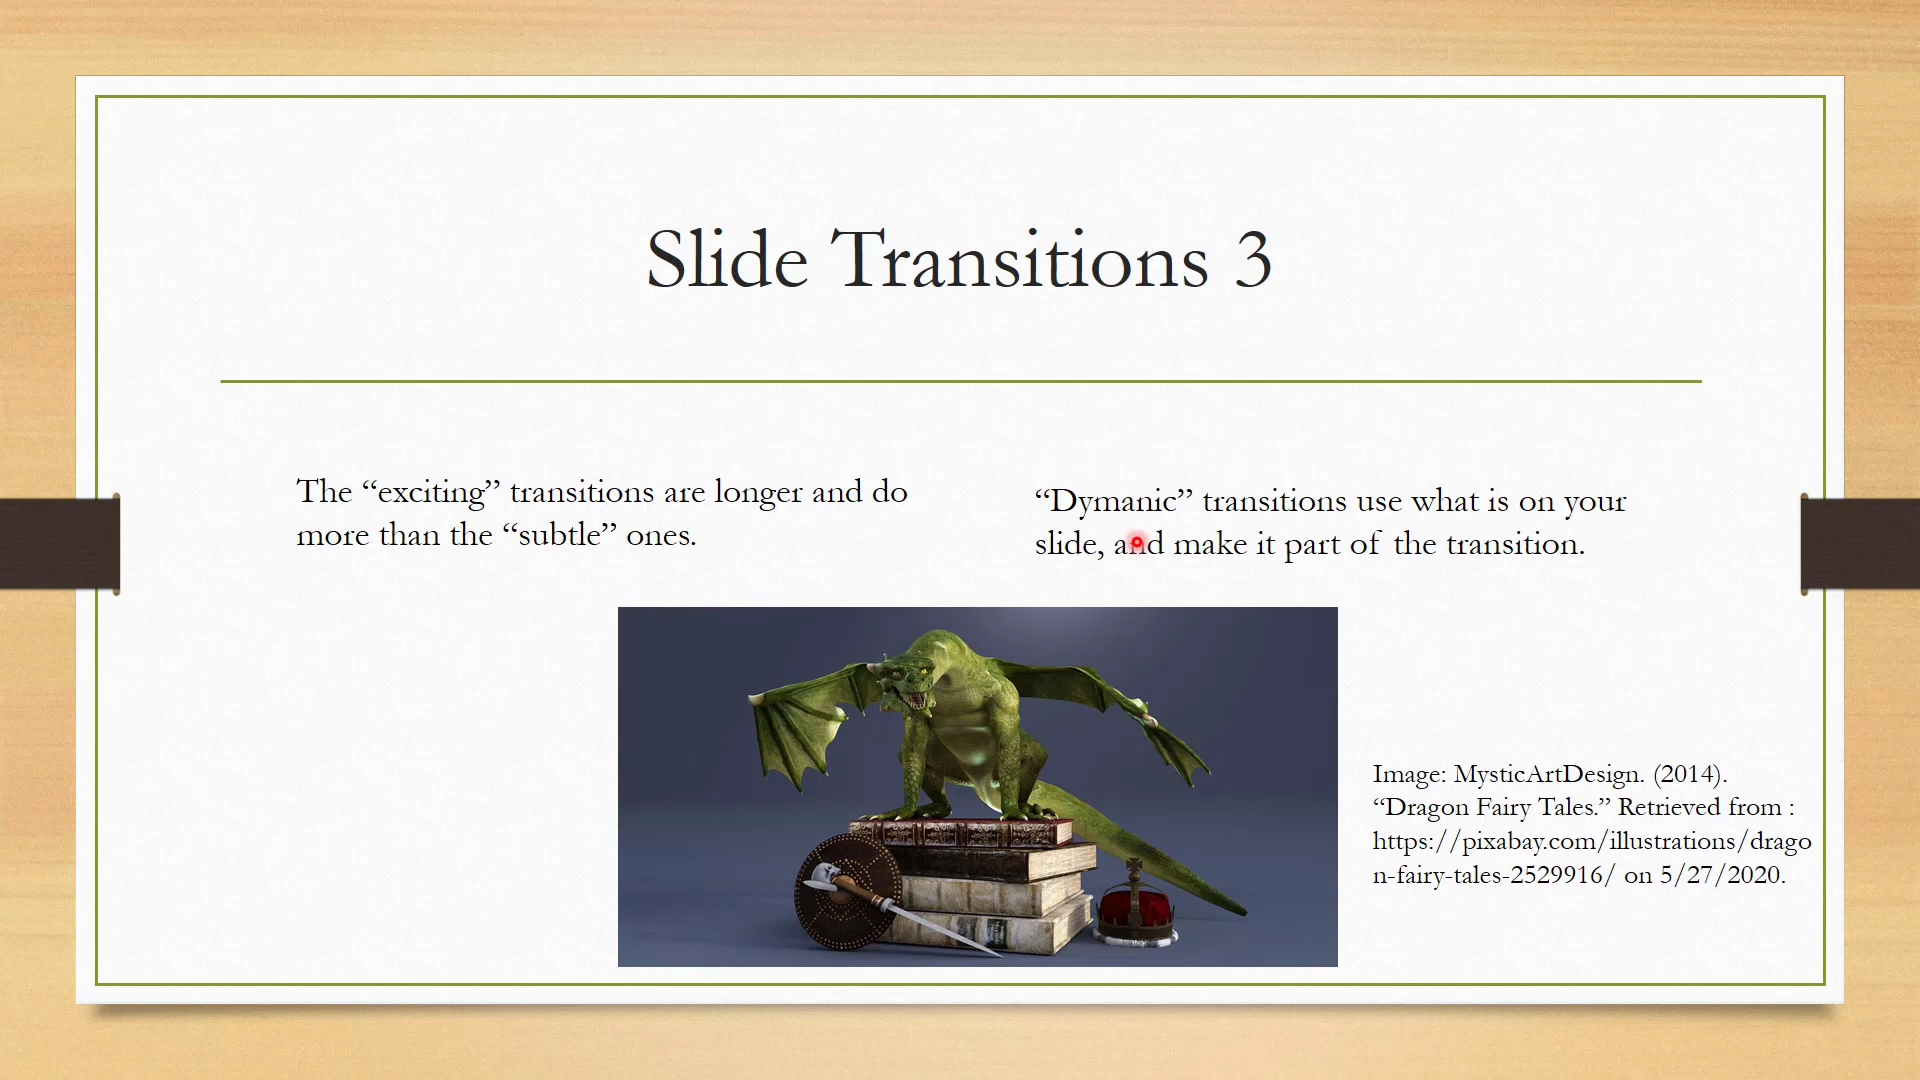 Slide Transitions 3
The “exciting” transitions are longer and do
more than the “subtle” ones.
“Dymanic” transitions use what is on your
slide, and make it part of the transition.
Image: MysticArtDesign. (2014).
“Dragon Fairy Tales.” Retrieved from :
https://pixabay.com/illustrations/drago
n-fairy-tales-2529916/ on 5/27/2020.